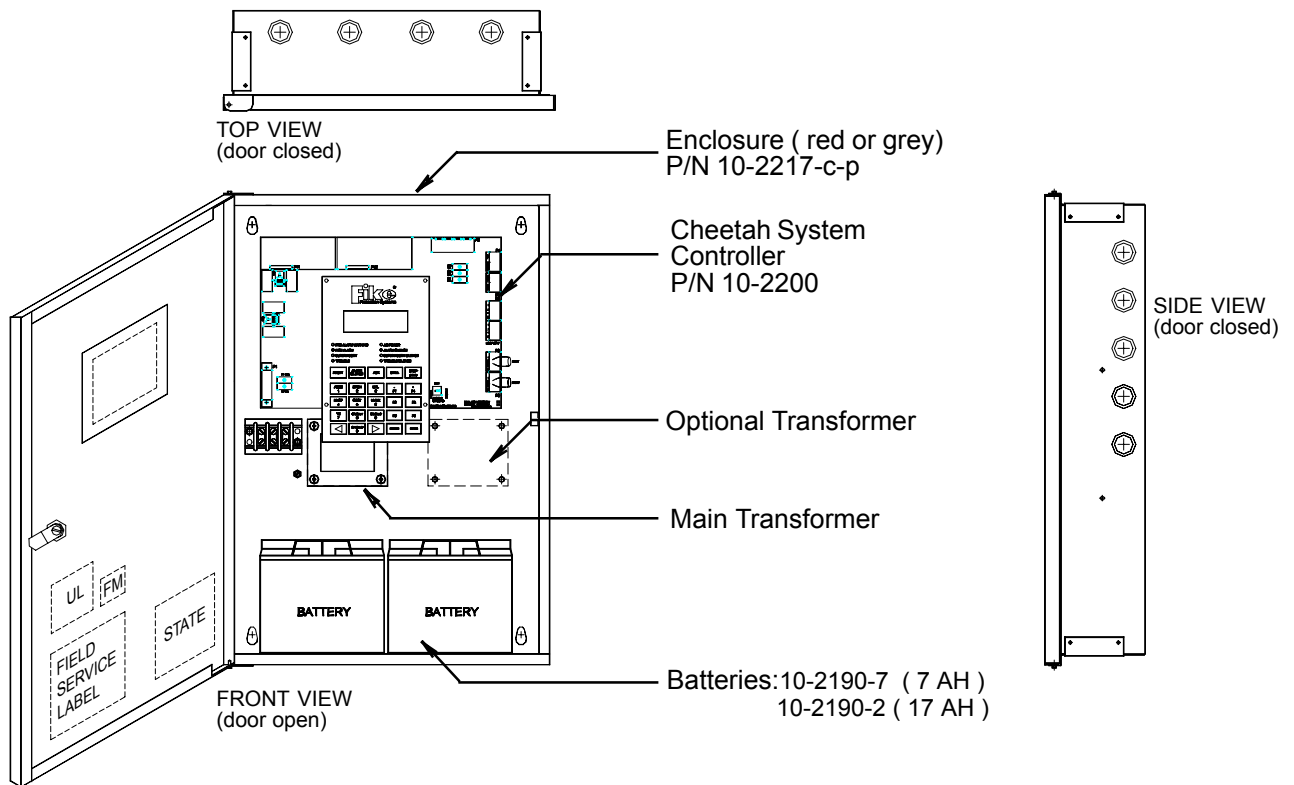 TOP VIEW
(door closed)
Enclosure ( red or grey)
P/N 10-2217-c-p
Cheetah System
Controller
P/N 10-2200
Fike
SIDE VIEW
(door closed)
Optional Transformer
Main Transformer
BATTERY
BATTERY
UL
FM
STATE
FIELD
SERVICE
LABEL
FRONT VIEW
(door open)
Batteries:10-2190-7 ( 7 AH )
10-2190-2 ( 17 AH )